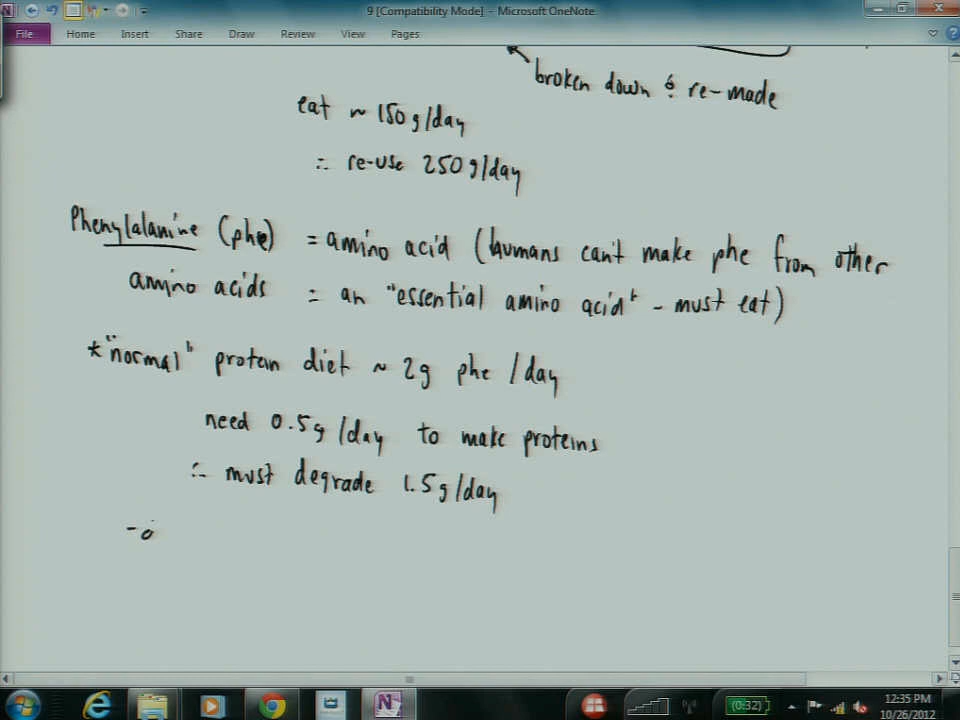 9 [Compatibility Mode] - Microsoft OneNote
File Home Insert Share Draw Review View Pages
broken down & re-made
eat ~ 150g/day
∴ re-use 250g/day
Phenylalanine (phe) = amino acid (humans can't make phe from other
amino acids = an "essential amino acid" - must eat)
* "normal" protein diet ~ 2g phe /day
need 0.5g /day to make proteins
∴ must degrade 1.5g/day
(0:32)
12:35 PM
10/26/2012